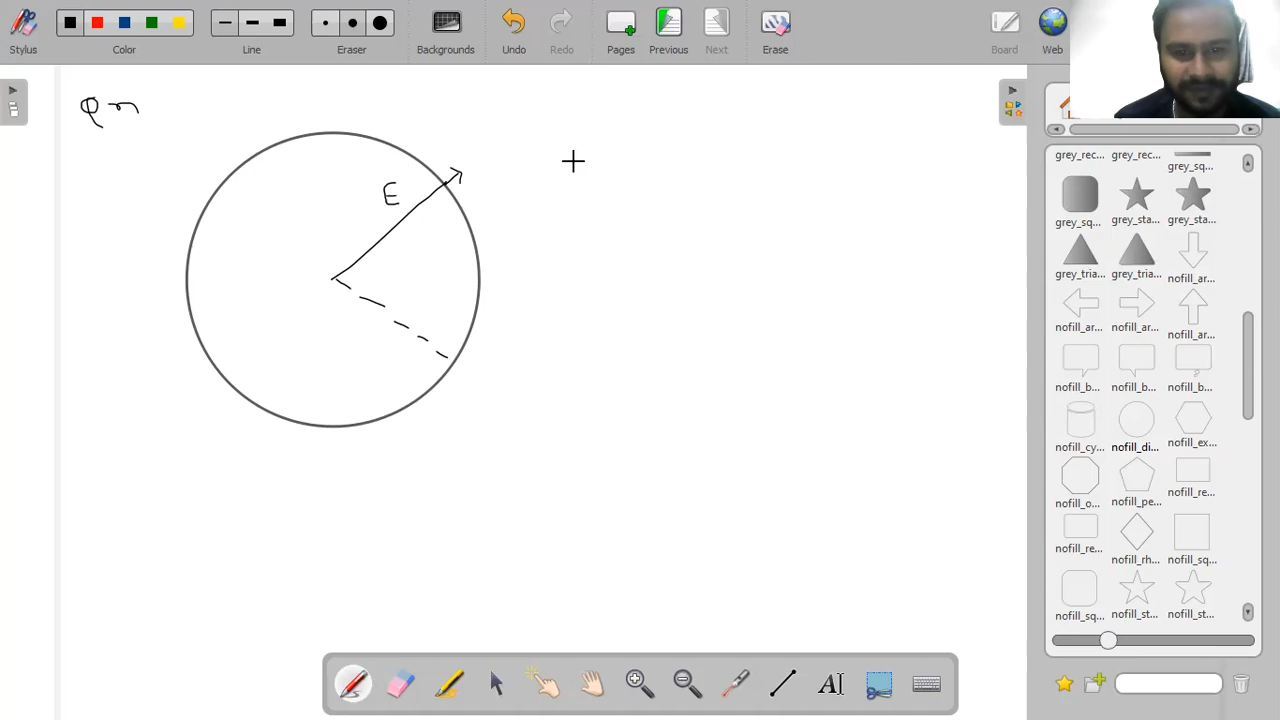 Stylus Color Line Eraser Backgrounds Undo Redo Pages Previous Next Erase Board Web
Qn
E
grey_rec... grey_rec... grey_sq...
grey_sq... grey_sta... grey_sta...
grey_tria... grey_tria... nofill_ar...
nofill_ar... nofill_ar... nofill_ar...
nofill_b... nofill_b... nofill_b...
nofill_cy... nofill_di... nofill_ex...
nofill_o... nofill_pe... nofill_re...
nofill_re... nofill_rh... nofill_sq...
nofill_sq... nofill_st... nofill_st...
AI